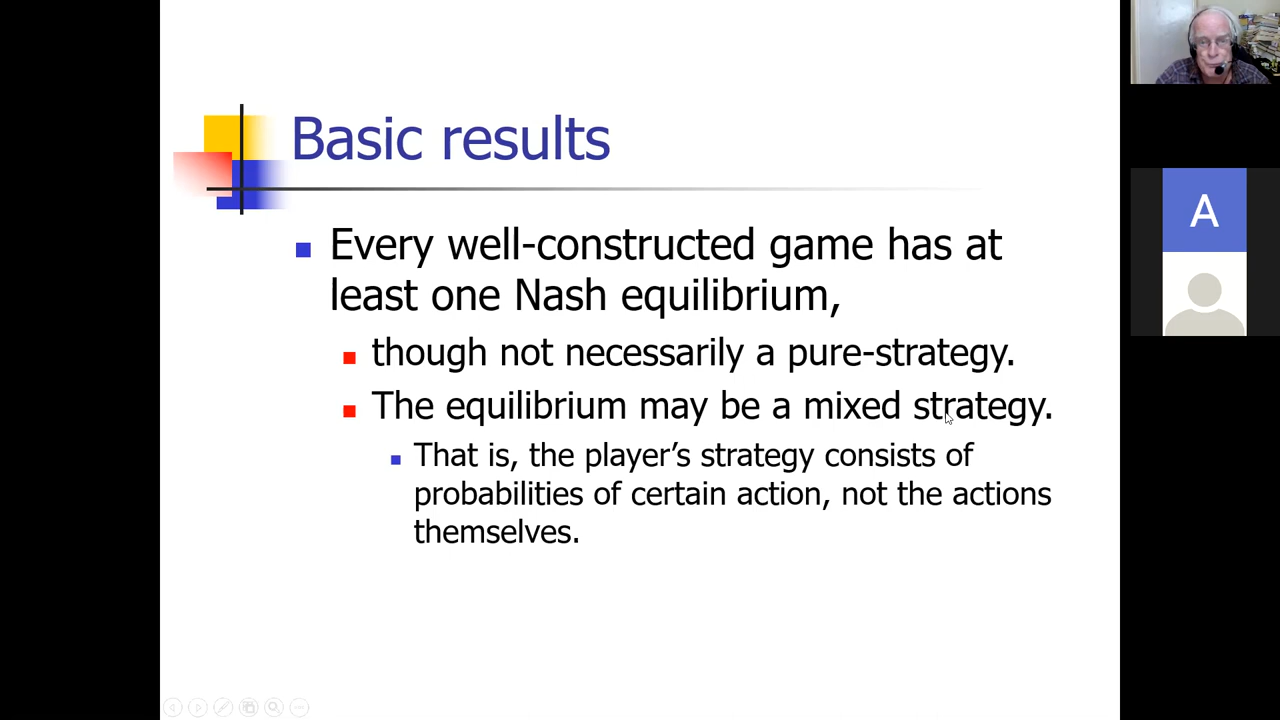 Basic results
Every well-constructed game has at
least one Nash equilibrium,
though not necessarily a pure-strategy.
The equilibrium may be a mixed strategy.
That is, the player’s strategy consists of
probabilities of certain action, not the actions
themselves.
A